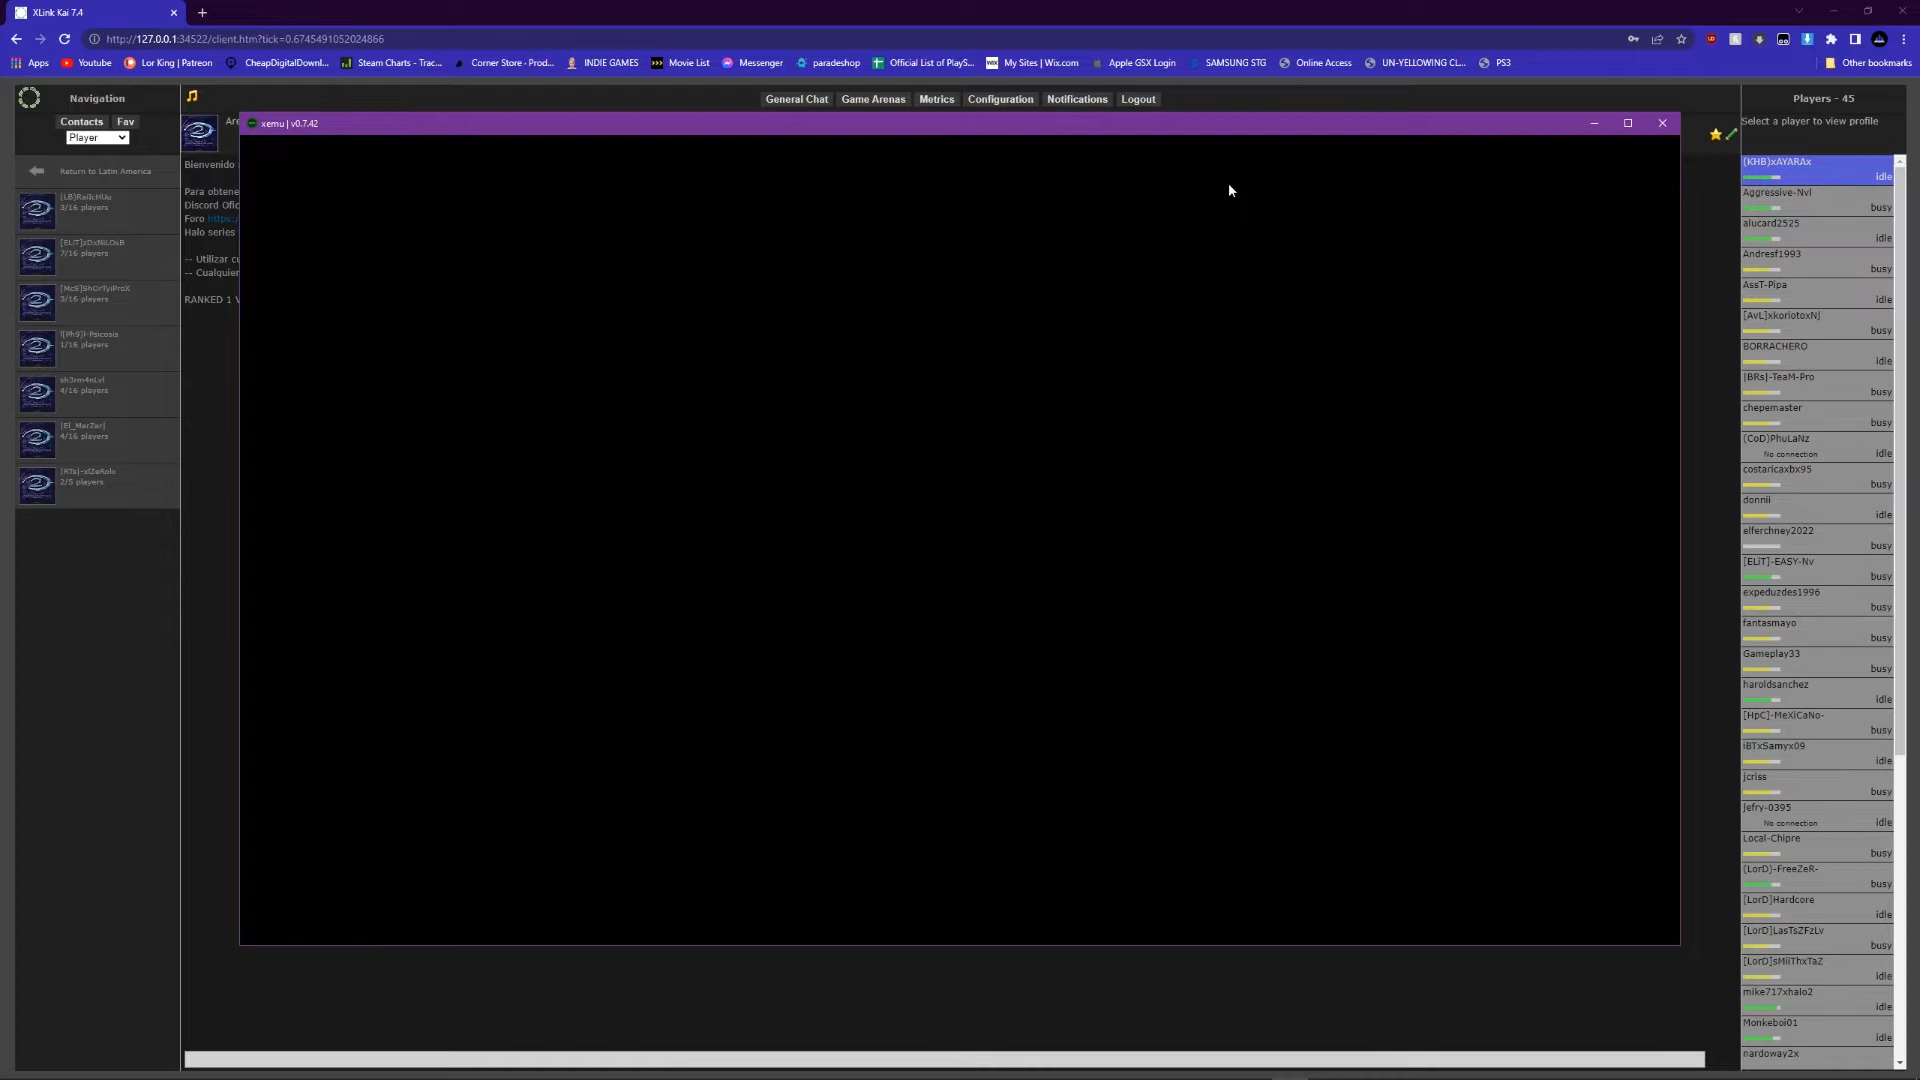 XLink Kai 7.4
http://127.0.0.1:34522/client.htm?tick=0.6745491052024866
Apps
Youtube
Lor King | Patreon
CheapDigitalDownl...
Steam Charts - Trac...
Corner Store - Prod...
INDIE GAMES
Movie List
Messenger
paradeshop
Official List of PlayS...
My Sites | Wix.com
Apple GSX Login
SAMSUNG STG
Online Access
UN-YELLOWING CL...
PS3
Other bookmarks
Navigation
Contacts Fav
Player
Return to Latin America
3/16 players
7/16 players
3/16 players
1/16 players
sh3rm4nLvl
4/16 players
|El_MerZer|
4/16 players
2/5 players
General Chat
Game Arenas
Metrics
Configuration
Notifications
Logout
Are
Bienvenido
Para obtene
Discord Ofic
Foro https:/
Halo series
-- Utilizar cu
-- Cualquier
RANKED 1 V
xemu | v0.7.42
Players - 45
Select a player to view profile
(KHB)xAYARAx
idle
Aggressive-Nvl
busy
alucard2525
idle
Andresf1993
busy
AssT-Pipa
idle
[AvL]xkoriotoxNj
busy
BORRACHERO
idle
|BRs|-TeaM-Pro
busy
chepemaster
busy
(CoD)PhuLaNz
No connection idle
costaricaxbx95
busy
donnii
idle
elferchney2022
busy
[ELiT]-EASY-Nv
busy
expeduzdes1996
busy
fantasmayo
busy
Gameplay33
busy
haroldsanchez
idle
[HpC]-MeXiCaNo-
busy
iBTxSamyx09
idle
jcriss
busy
jefry-0395
No connection idle
Local-Chipre
busy
(LorD)-FreeZeR-
busy
[LorD]Hardcore
idle
[LorD]LasTsZFzLv
busy
[LorD]sMiiThxTaZ
idle
mike717xhalo2
idle
Monkeboi01
idle
nardoway2x